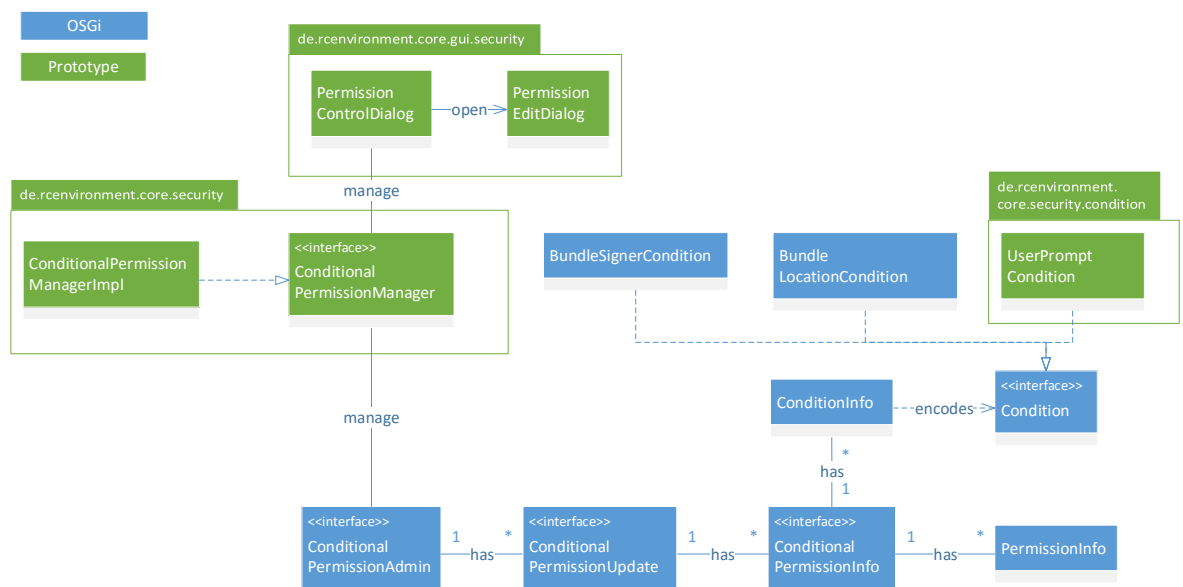 OSGi
Prototype
de.rcenvironment.core.gui.security
Permission
ControlDialog
open
Permission
EditDialog
manage
de.rcenvironment.core.security
ConditionalPermission
ManagerImpl
<<interface>>
Conditional
PermissionManager
BundleSignerCondition
Bundle
LocationCondition
de.rcenvironment.
core.security.condition
UserPrompt
Condition
manage
ConditionInfo
encodes
<<interface>>
Condition
*
has
1
<<interface>>
Conditional
PermissionAdmin
1
has
*
<<interface>>
Conditional
PermissionUpdate
1
has
*
<<interface>>
Conditional
PermissionInfo
1
has
*
PermissionInfo